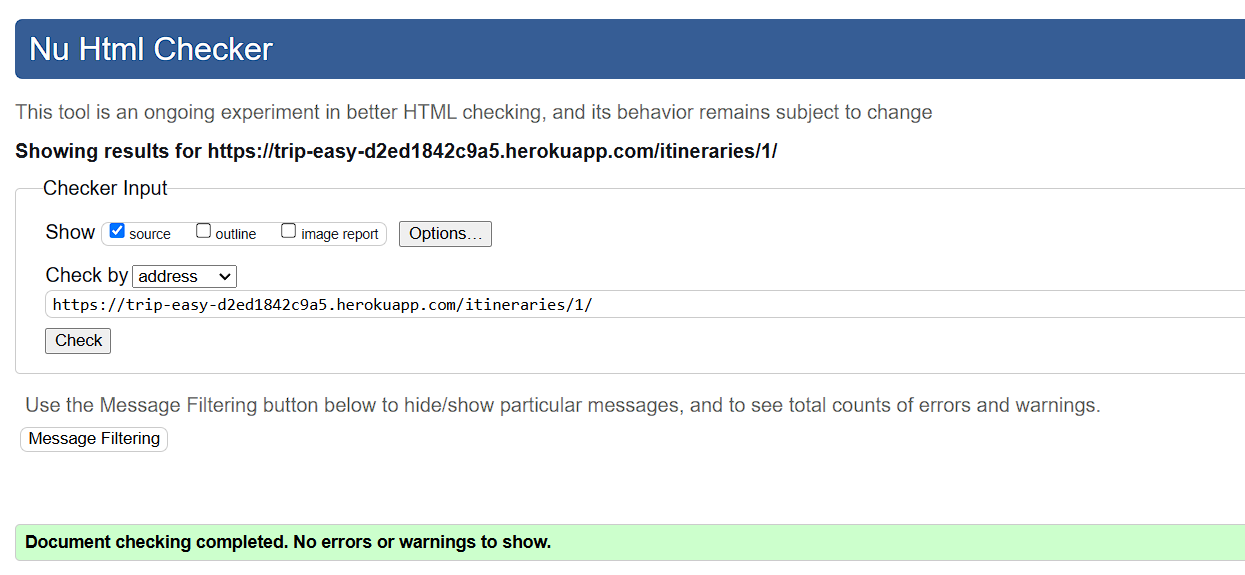 Nu Html Checker
This tool is an ongoing experiment in better HTML checking, and its behavior remains subject to change
Showing results for https://trip-easy-d2ed1842c9a5.herokuapp.com/itineraries/1/
Checker Input
Show source outline image report Options...
Check by address
https://trip-easy-d2ed1842c9a5.herokuapp.com/itineraries/1/
Check
Use the Message Filtering button below to hide/show particular messages, and to see total counts of errors and warnings.
Message Filtering
Document checking completed. No errors or warnings to show.